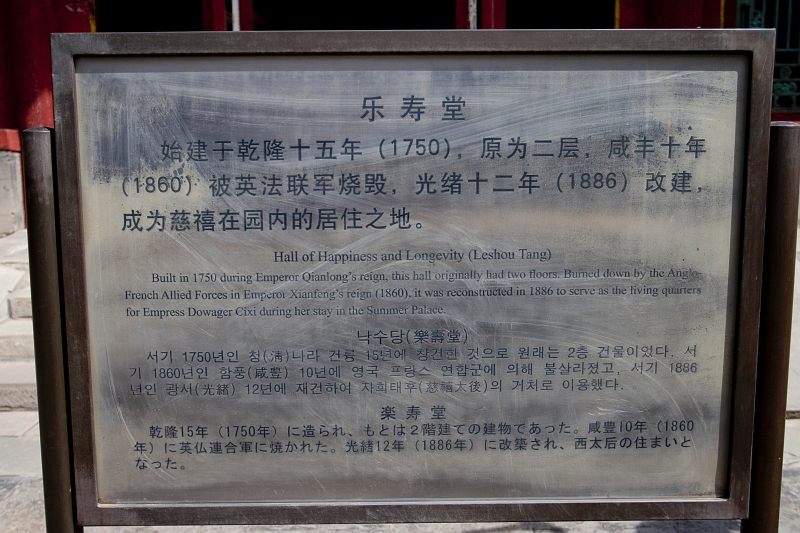 乐寿堂
始建于乾隆十五年（1750），原为二层，咸丰十年
（1860）被英法联军烧毁，光绪十二年（1886）改建，
成为慈禧在园内的居住之地。
Hall of Happiness and Longevity (Leshou Tang)
Built in 1750 during Emperor Qianlong's reign, this hall originally had two floors. Burned down by the Anglo-
French Allied Forces in Emperor Xianfeng's reign (1860), it was reconstructed in 1886 to serve as the living quarters
for Empress Dowager Cixi during her stay in the Summer Palace.
낙수당(樂壽堂)
서기 1750년인 청(淸)나라 건륭 15년에 창건한 것으로 원래는 2층 건물이었다. 서
기 1860년인 함풍(咸豊) 10년에 영국 프랑스 연합군에 의해 불살라졌고, 서기 1886
년인 광서(光緖) 12년에 재건하여 자희태후(慈禧大後)의 거처로 이용했다.
楽寿堂
乾隆15年（1750年）に造られ、もとは２階建ての建物であった。咸豊10年（1860
年）に英仏連合軍に焼かれた。光緒12年（1886年）に改築され、西太后の住まいと
なった。